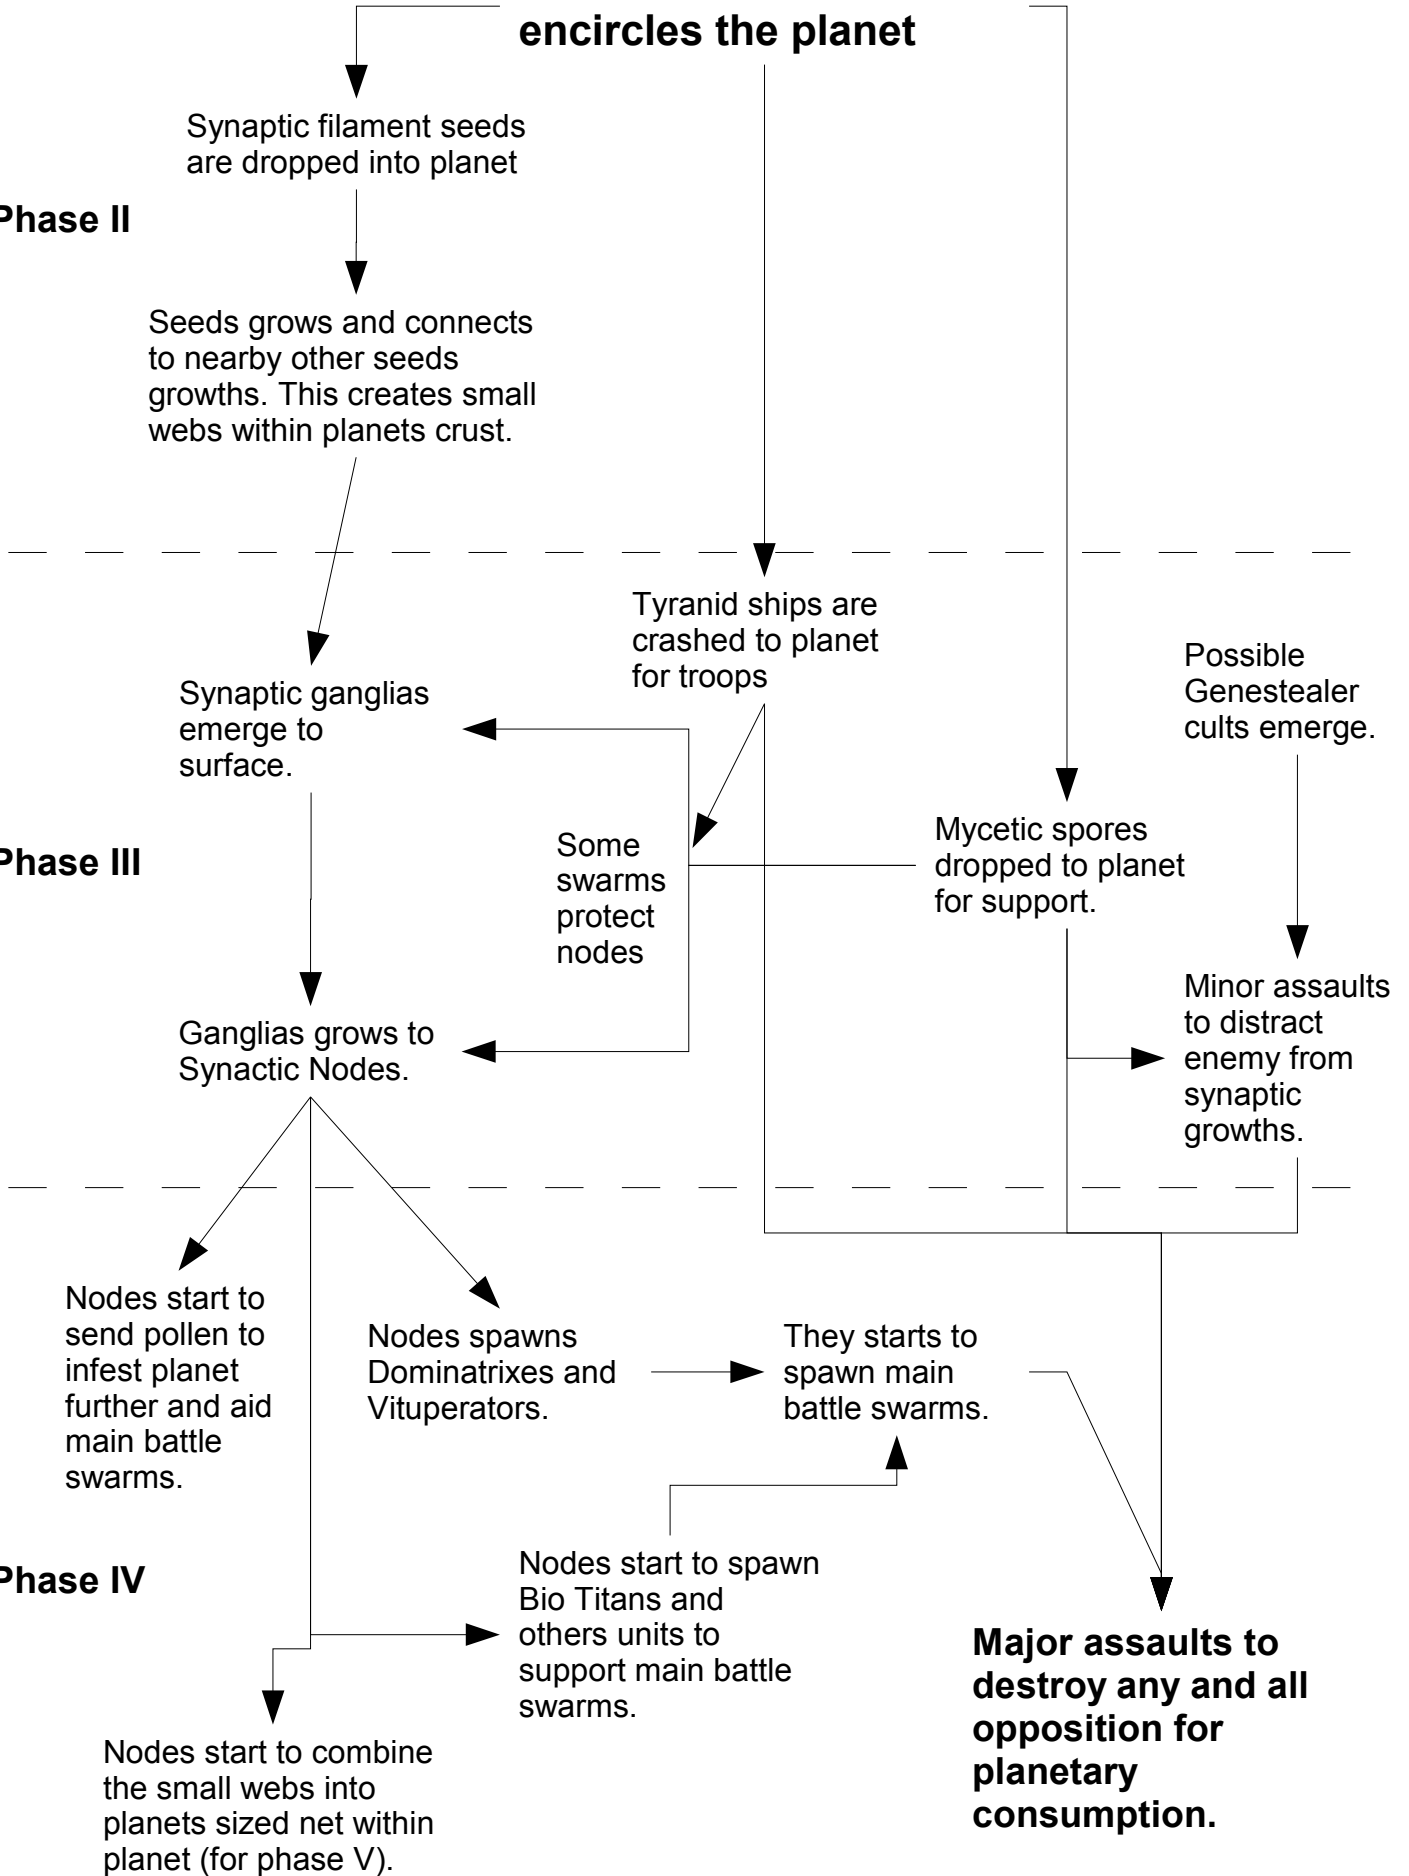 encircles the planet
Synaptic filament seeds
are dropped into planet
Phase II
Seeds grows and connects
to nearby other seeds
growths. This creates small
webs within planets crust.
Tyranid ships are
crashed to planet
for troops
Possible
Genestealer
cults emerge.
Synaptic ganglias
emerge to
surface.
Phase III
Some
swarms
protect
nodes
Mycetic spores
dropped to planet
for support.
Minor assaults
to distract
enemy from
synaptic
growths.
Ganglias grows to
Synactic Nodes.
Nodes start to
send pollen to
infest planet
further and aid
main battle
swarms.
Nodes spawns
Dominatrixes and
Vituperators.
They starts to
spawn main
battle swarms.
Phase IV
Nodes start to spawn
Bio Titans and
others units to
support main battle
swarms.
Major assaults to
destroy any and all
opposition for
planetary
consumption.
Nodes start to combine
the small webs into
planets sized net within
planet (for phase V).